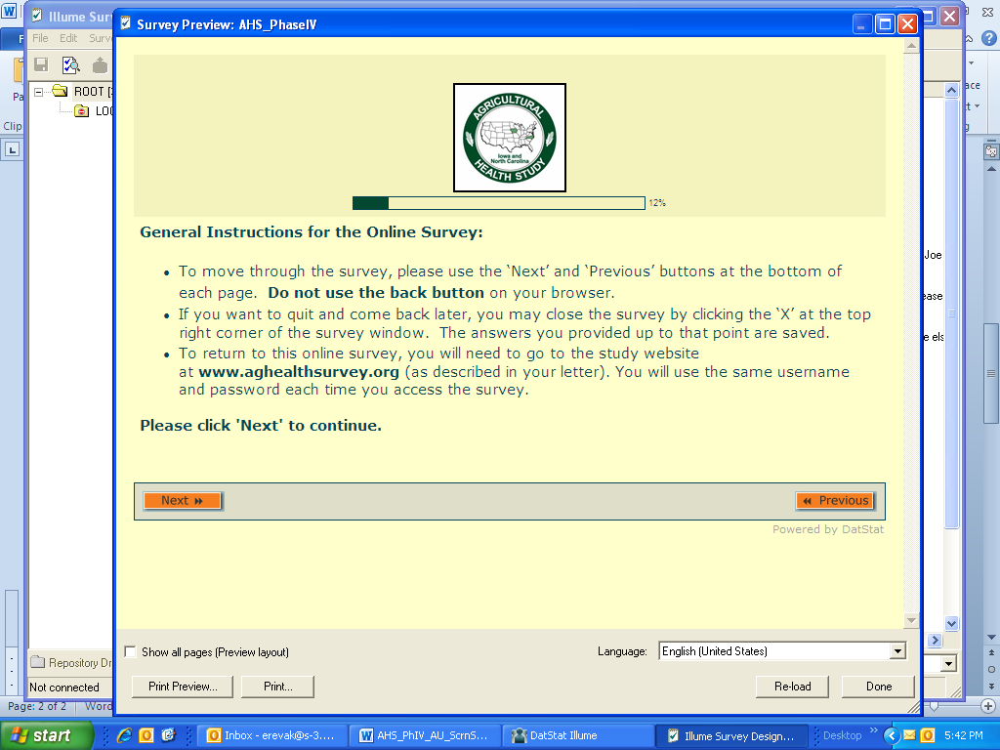 Illume Sur
Survey Preview: AHS_PhaseIV
File Edit Surv
ROOT [
LOC
Pa
Clip
AGRICULTURAL
Iowa and
North Carolina
HEALTH STUDY
12%
General Instructions for the Online Survey:
• To move through the survey, please use the ‘Next’ and ‘Previous’ buttons at the bottom of
each page. Do not use the back button on your browser.
• If you want to quit and come back later, you may close the survey by clicking the ‘X’ at the top
right corner of the survey window. The answers you provided up to that point are saved.
• To return to this online survey, you will need to go to the study website
at www.aghealthsurvey.org (as described in your letter). You will use the same username
and password each time you access the survey.
Please click 'Next' to continue.
Next
Previous
Powered by DatStat
ace
Joe
ease
e els
Show all pages (Preview layout)
Language: English (United States)
Print Preview... Print... Re-load Done
Repository Dr
Not connected
Page: 2 of 2 Word
start
Inbox - erevak@s-3....
AHS_PhIV_AU_ScrnS...
DatStat Illume
Illume Survey Design...
Desktop
5:42 PM